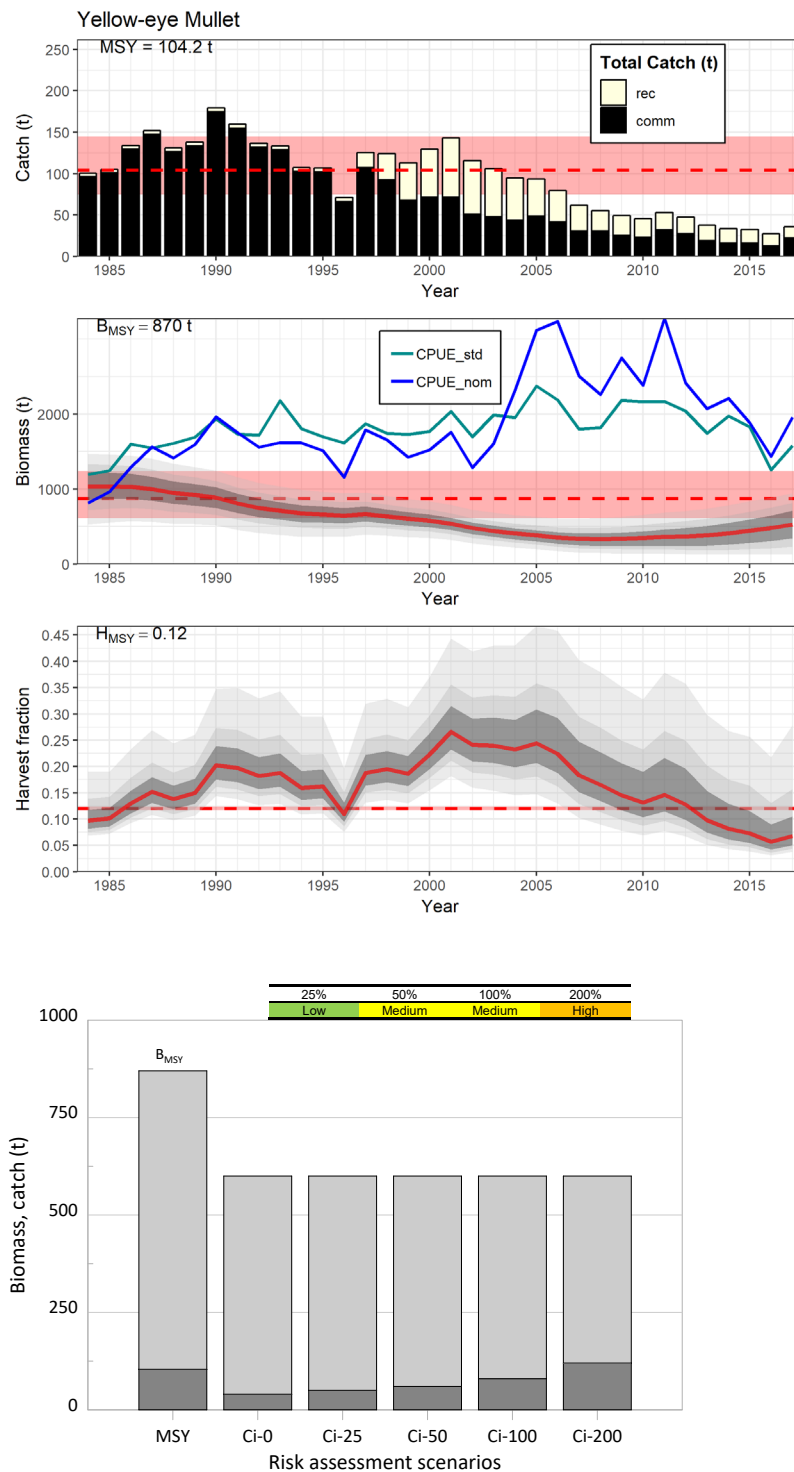 Yellow-eye Mullet
MSY = 104.2 t
Total Catch (t)
rec
comm
250
200
150
100
50
0
Catch (t)
1985 1990 1995 2000 2005 2010 2015
Year
B_MSY = 870 t
CPUE_std
CPUE_nom
2000
1000
0
Biomass (t)
1985 1990 1995 2000 2005 2010 2015
Year
H_MSY = 0.12
0.45
0.40
0.35
0.30
0.25
0.20
0.15
0.10
0.05
0.00
Harvest fraction
1985 1990 1995 2000 2005 2010 2015
Year
25% 50% 100% 200%
Low Medium Medium High
1000
750
500
250
0
Biomass, catch (t)
B_MSY
MSY Ci-0 Ci-25 Ci-50 Ci-100 Ci-200
Risk assessment scenarios